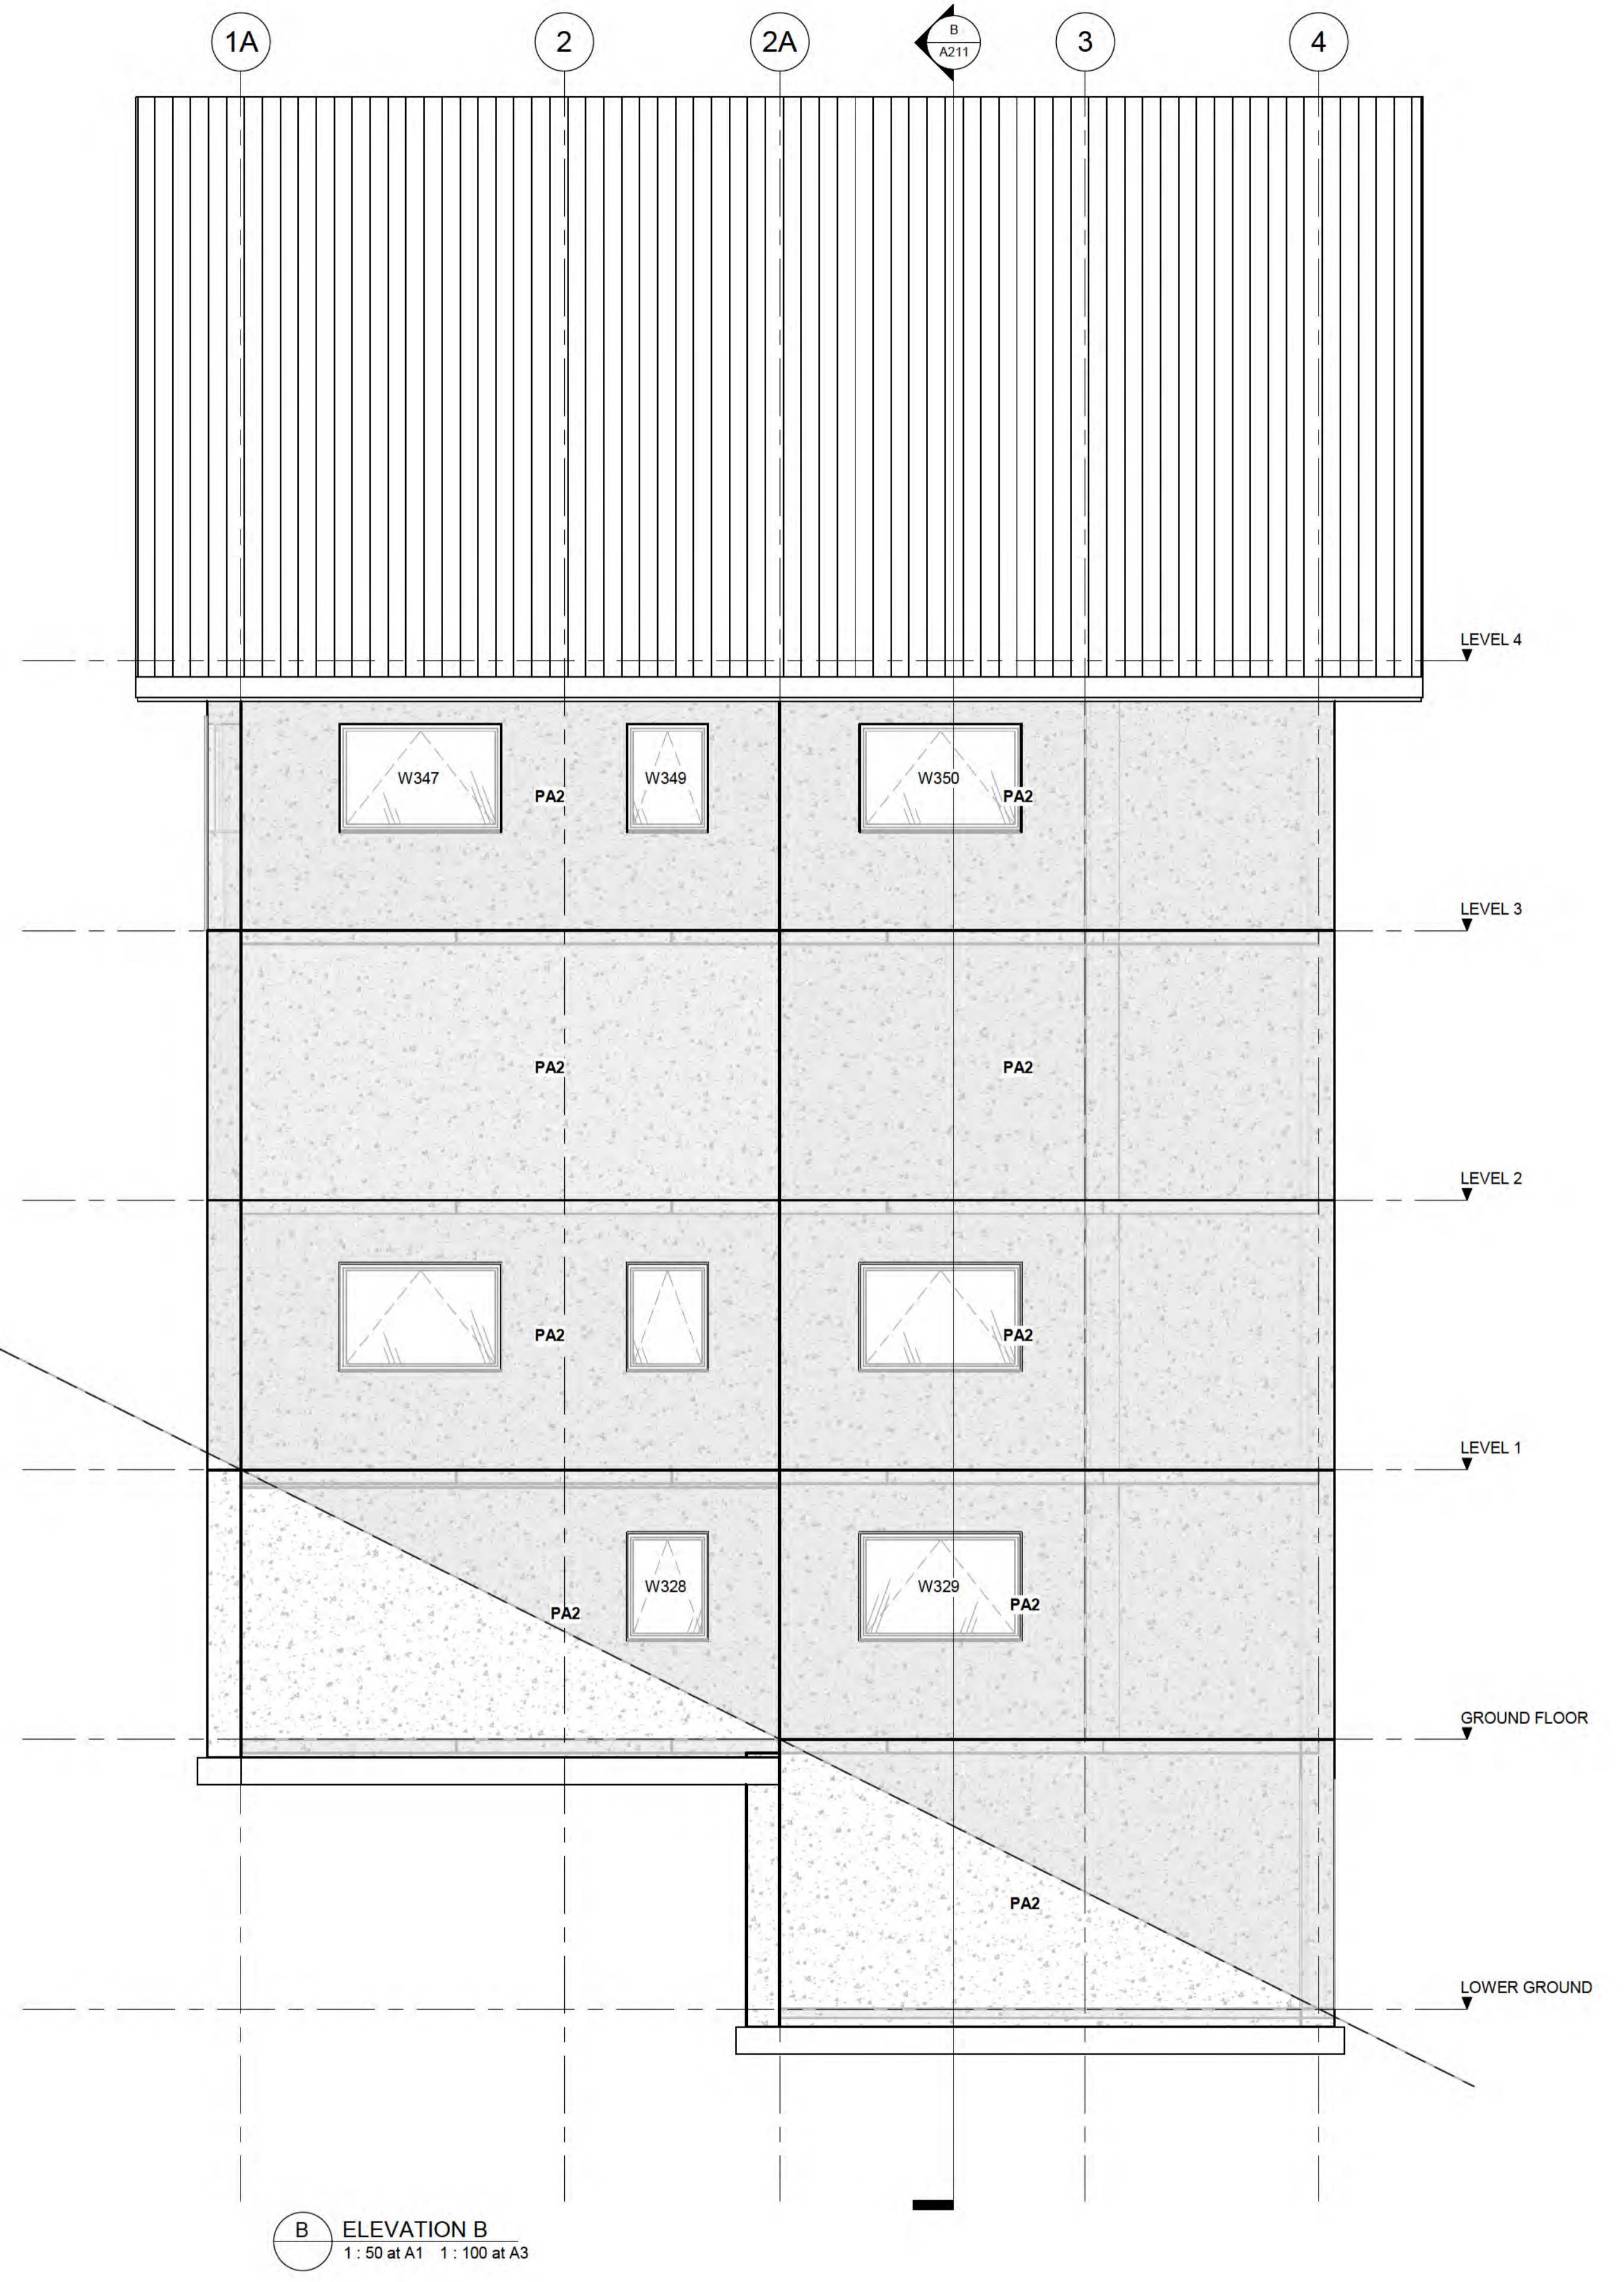 1A
2
2A
B
A211
3
4
LEVEL 4
W347
W349
W350
PA2
PA2
LEVEL 3
PA2
PA2
LEVEL 2
PA2
PA2
LEVEL 1
W328
W329
PA2
PA2
GROUND FLOOR
PA2
LOWER GROUND
B
ELEVATION B
1 : 50 at A1 1 : 100 at A3